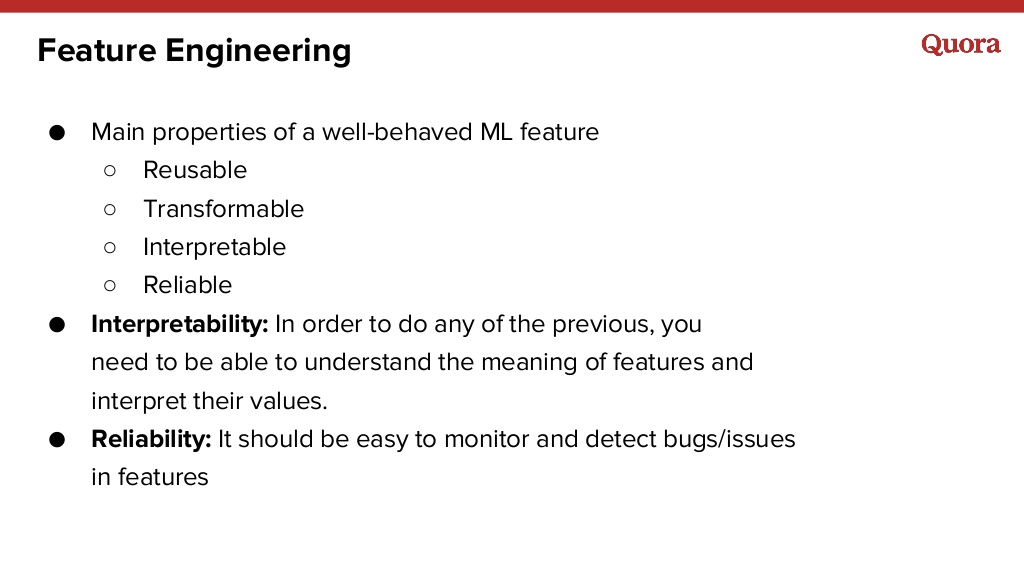 Feature Engineering
Quora
● Main properties of a well-behaved ML feature
○ Reusable
○ Transformable
○ Interpretable
○ Reliable
● Interpretability: In order to do any of the previous, you
need to be able to understand the meaning of features and
interpret their values.
● Reliability: It should be easy to monitor and detect bugs/issues
in features